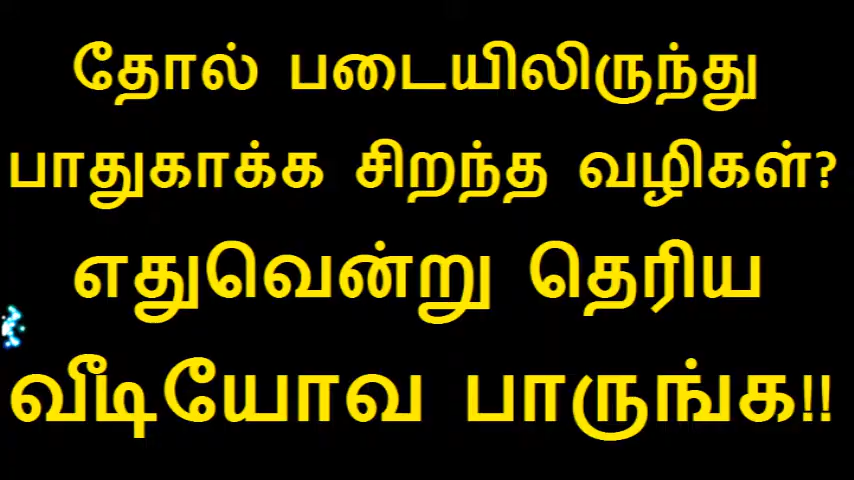 தோல் படையிலிருந்து
பாதுகாக்க சிறந்த வழிகள்?
எதுவென்று தெரிய
வீடியோவ பாருங்க!!